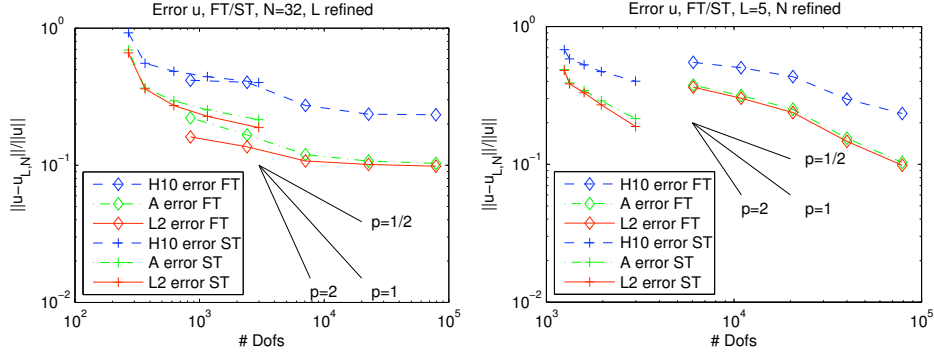 Error u, FT/ST, N=32, L refined
||u−u_{L,N}||/||u||
10^0
10^{-1}
10^{-2}
p=1/2
p=2
p=1
H10 error FT
A error FT
L2 error FT
H10 error ST
A error ST
L2 error ST
10^2
10^3
10^4
10^5
# Dofs
Error u, FT/ST, L=5, N refined
||u−u_{L,N}||/||u||
10^0
10^{-1}
10^{-2}
p=1/2
p=2
p=1
H10 error FT
A error FT
L2 error FT
H10 error ST
A error ST
L2 error ST
10^3
10^4
10^5
# Dofs